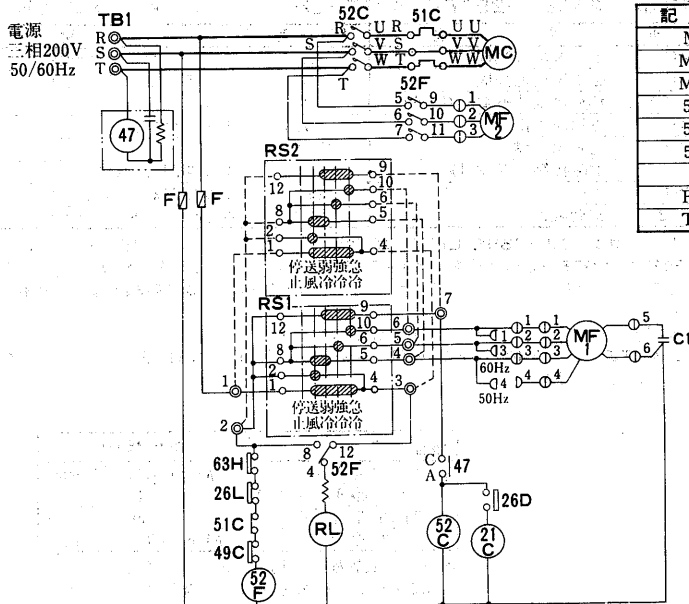 電源
三相200V
50/60Hz
TB1
R
S
T
47
52C
R U R
S V S
W T
T
51C
U U
V V
W W
MC
52F
5 9 1
6 10 2
7 11 3
MF
2
記
M
M
M
5
5
H
T
F F
RS2
9
10
12
6
8
5
2
1
4
停送弱強急
止風冷冷冷
RS1
9
7
10
6
12
6
5
8
5
4
2
1
1
4
3
停送弱強急
止風冷冷冷
2
1 1 1
3 2 2
60Hz 3 3
4 4 4
50Hz
MF
1
5
6
C1
63H
26L
51C
49C
52
F
8 12
4 52F
RL
C
A
47
26D
52
C
21
C